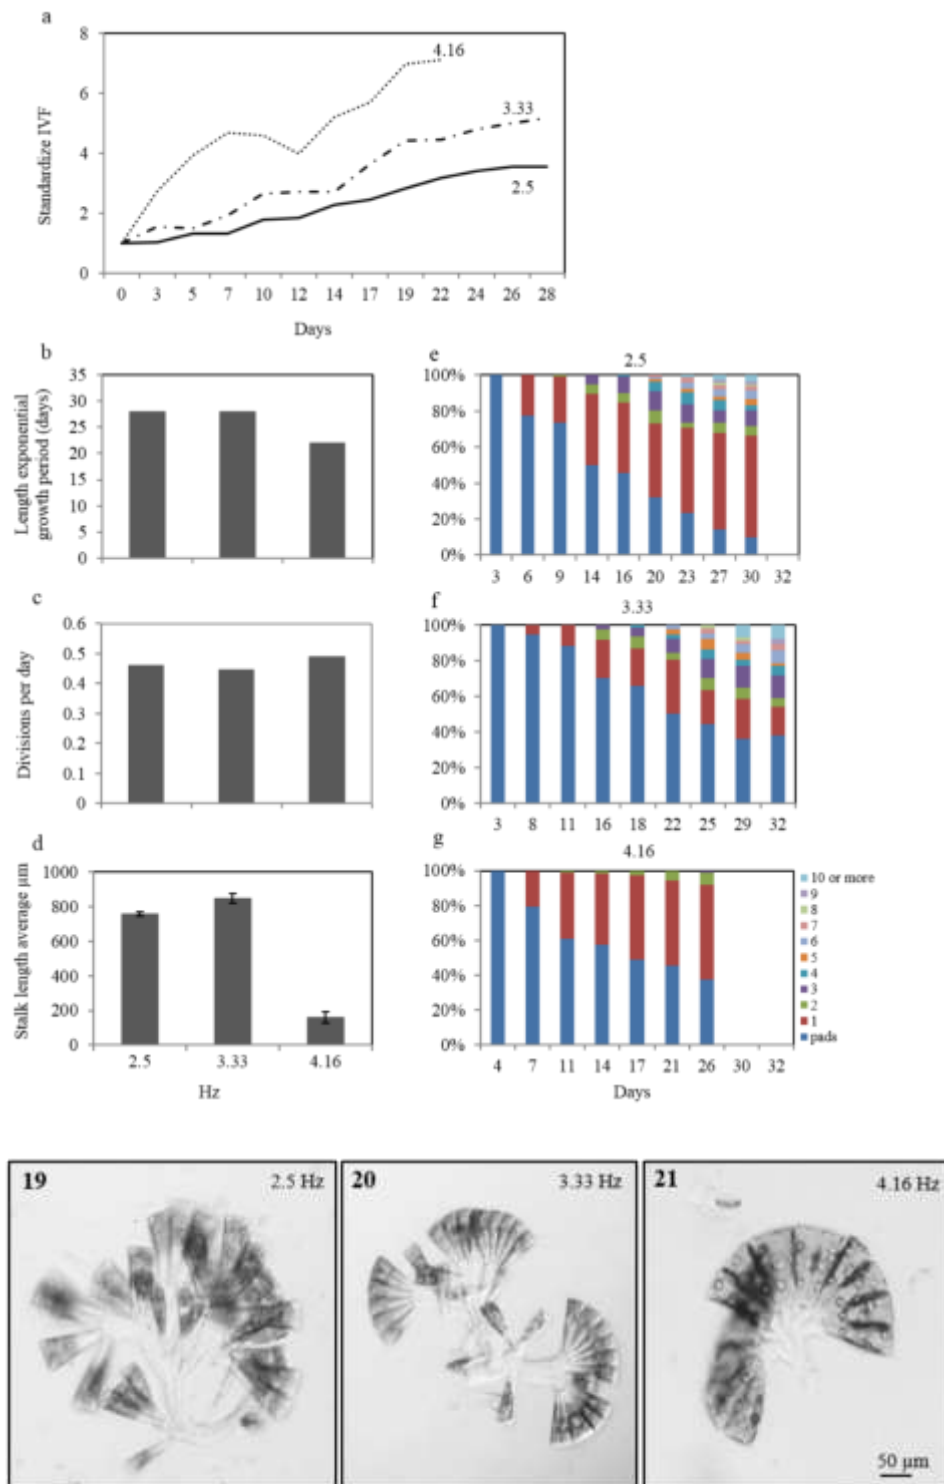 a
8
6
4
2
0
Standardize IVF
4.16
3.33
2.5
0 3 5 7 10 12 14 17 19 22 24 26 28
Days
b
35
30
25
20
15
10
5
0
Length exponential
growth period (days)
c
0.6
0.5
0.4
0.3
0.2
0.1
0
Divisions per day
d
1000
800
600
400
200
0
Stalk length average µm
2.5 3.33 4.16
Hz
e
2.5
100%
80%
60%
40%
20%
0%
3 6 9 14 16 20 23 27 30 32
f
3.33
100%
80%
60%
40%
20%
0%
3 8 11 16 18 22 25 29 32
g
4.16
100%
80%
60%
40%
20%
0%
4 7 11 14 17 21 26 30 32
Days
10 or more
9
8
7
6
5
4
3
2
1
pads
19 2.5 Hz
20 3.33 Hz
21 4.16 Hz
50 µm